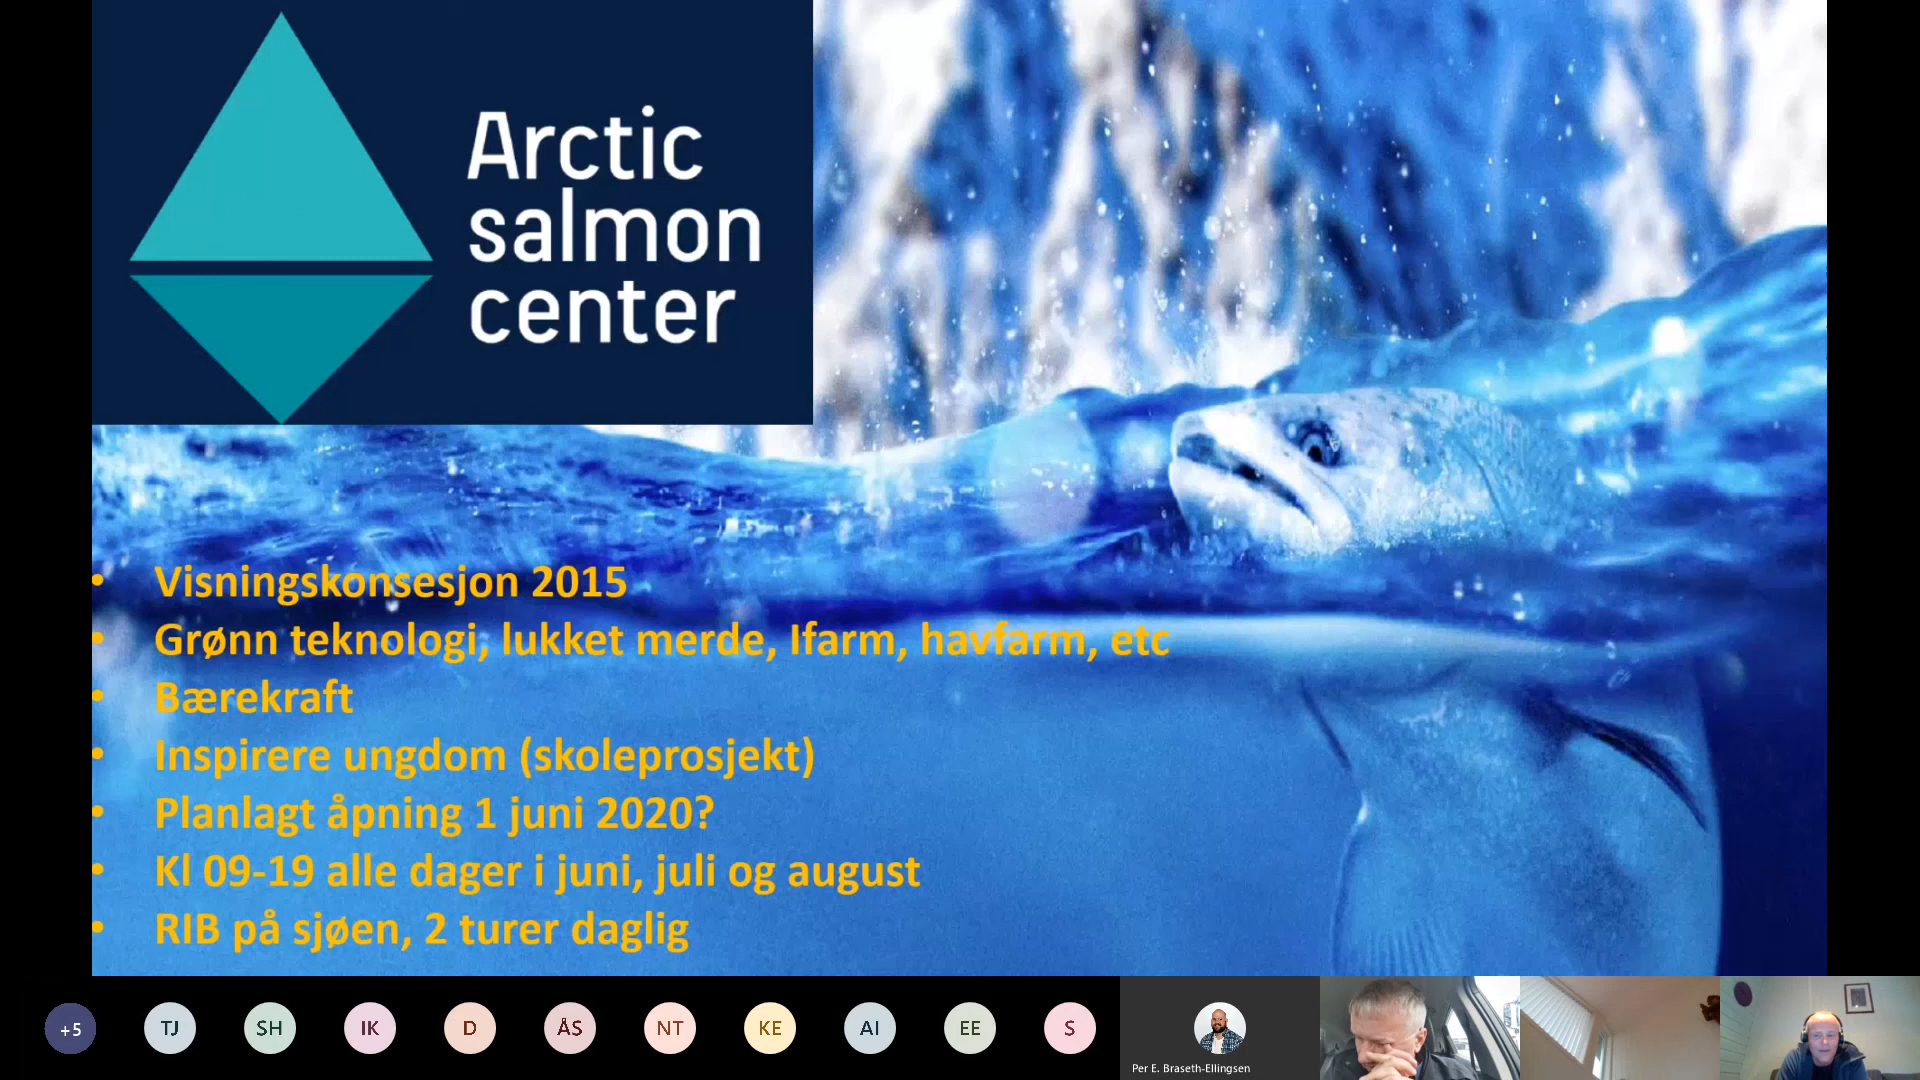 Arctic
salmon
center
• Visningskonsesjon 2015
• Grønn teknologi, lukket merde, Ifarm, havfarm, etc
• Bærekraft
• Inspirere ungdom (skoleprosjekt)
• Planlagt åpning 1 juni 2020?
• Kl 09-19 alle dager i juni, juli og august
• RIB på sjøen, 2 turer daglig
+5 TJ SH IK D ÅS NT KE AI EE S
Per E. Braseth-Ellingsen